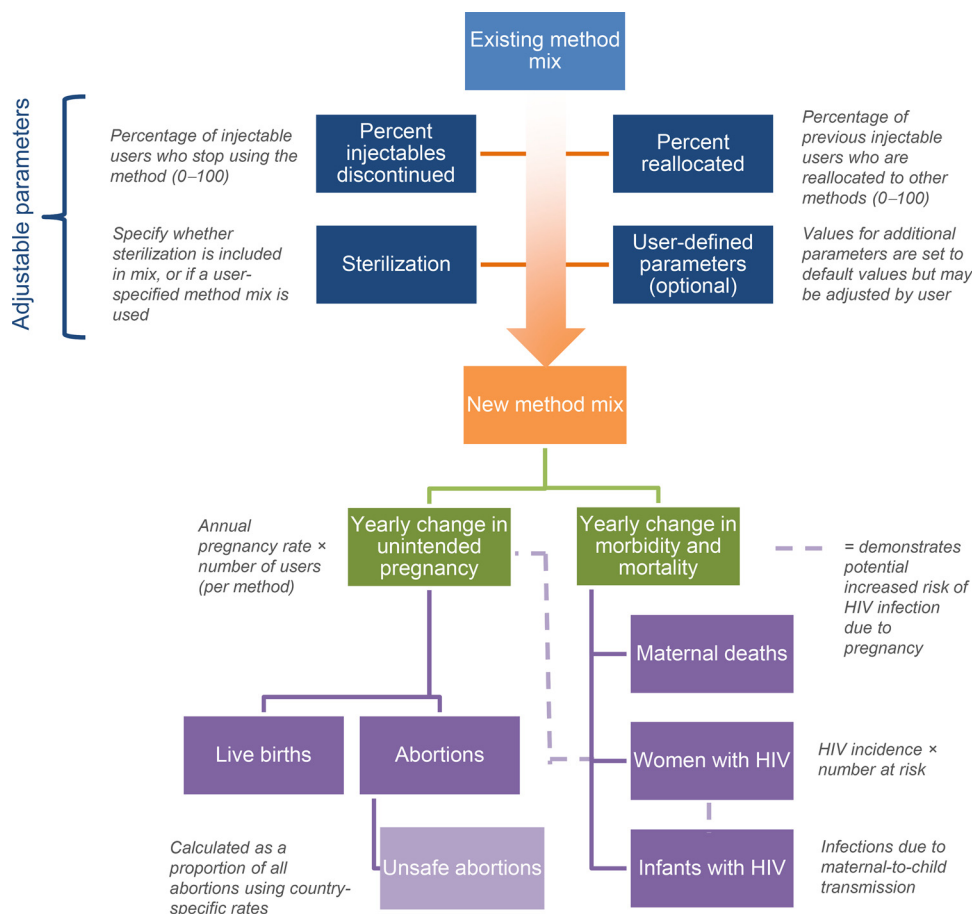 Existing method
mix
Adjustable parameters
Percentage of injectable
users who stop using the
method (0–100)
Percent
injectables
discontinued
Percent
reallocated
Percentage of
previous injectable
users who are
reallocated to other
methods (0–100)
Specify whether
sterilization is included
in mix, or if a user-
specified method mix is
used
Sterilization
User-defined
parameters
(optional)
Values for additional
parameters are set to
default values but may
be adjusted by user
New method mix
Annual
pregnancy rate ×
number of users
(per method)
Yearly change in
unintended
pregnancy
Yearly change in
morbidity and
mortality
= demonstrates
potential
increased risk of
HIV infection
due to
pregnancy
Maternal deaths
Live births
Abortions
Women with HIV
HIV incidence ×
number at risk
Calculated as a
proportion of all
abortions using country-
specific rates
Unsafe abortions
Infants with HIV
Infections due to
maternal-to-child
transmission